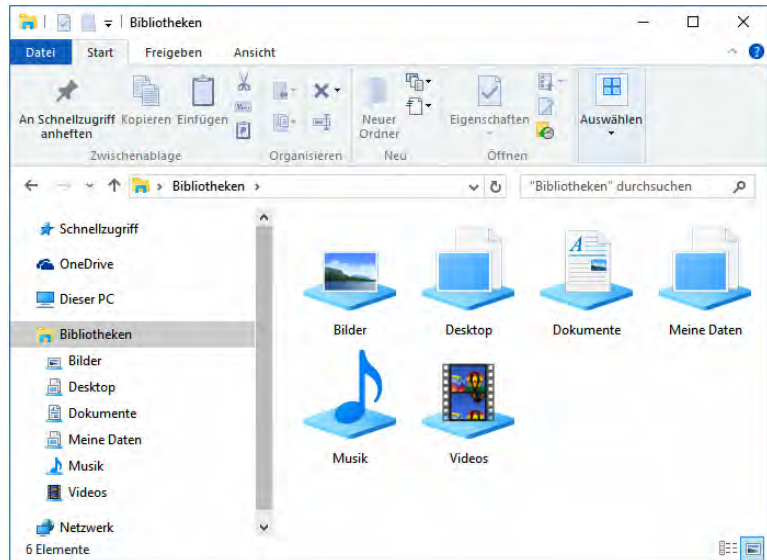 Bibliotheken
Datei Start Freigeben Ansicht
An Schnellzugriff anheften Kopieren Einfügen Neuer Ordner Eigenschaften Auswählen
Zwischenablage Organisieren Neu Öffnen
Bibliotheken "Bibliotheken" durchsuchen
Schnellzugriff
OneDrive
Dieser PC
Bibliotheken
Bilder
Desktop
Dokumente
Meine Daten
Musik
Videos
Netzwerk
Bilder Desktop Dokumente Meine Daten
Musik Videos
6 Elemente